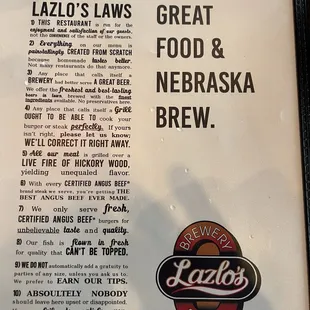 LAZLO'S LAWS
1) THIS RESTAURANT is run for the
enjoyment and satisfaction of our guests,
not the CONVENIENCE of the staff or the owners.
2) Everything on our menu is
painstakingly CREATED FROM SCRATCH
because homemade tastes better.
Not many restaurants do that anymore.
3) Any place that calls itself a
BREWERY had better serve A GREAT BEER.
We offer the freshest and best-tasting
beers in town brewed with the finest
ingredients available. No preservatives here.
4) Any place that calls itself a Grill
OUGHT TO BE ABLE TO cook your
burger or steak perfectly. If yours
isn't right, please let us know;
WE'LL CORRECT IT RIGHT AWAY.
5) All our meat is grilled over a
LIVE FIRE OF HICKORY WOOD,
yielding unequaled flavor.
6) With every CERTIFIED ANGUS BEEF
brand steak we serve, you're getting THE
BEST ANGUS BEEF EVER MADE.
7) We only serve fresh,
CERTIFIED ANGUS BEEF burgers for
unbelievable taste and quality.
8) Our fish is flown in fresh
for quality that CAN'T BE TOPPED.
9) WE DO NOT automatically add a gratuity to
parties of any size, unless you ask us to.
We prefer to EARN OUR TIPS.
10) ABSOULTELY NOBODY
should leave here upset or disappointed.
GREAT
FOOD &
NEBRASKA
BREW.
BREWERY
Lazlo's